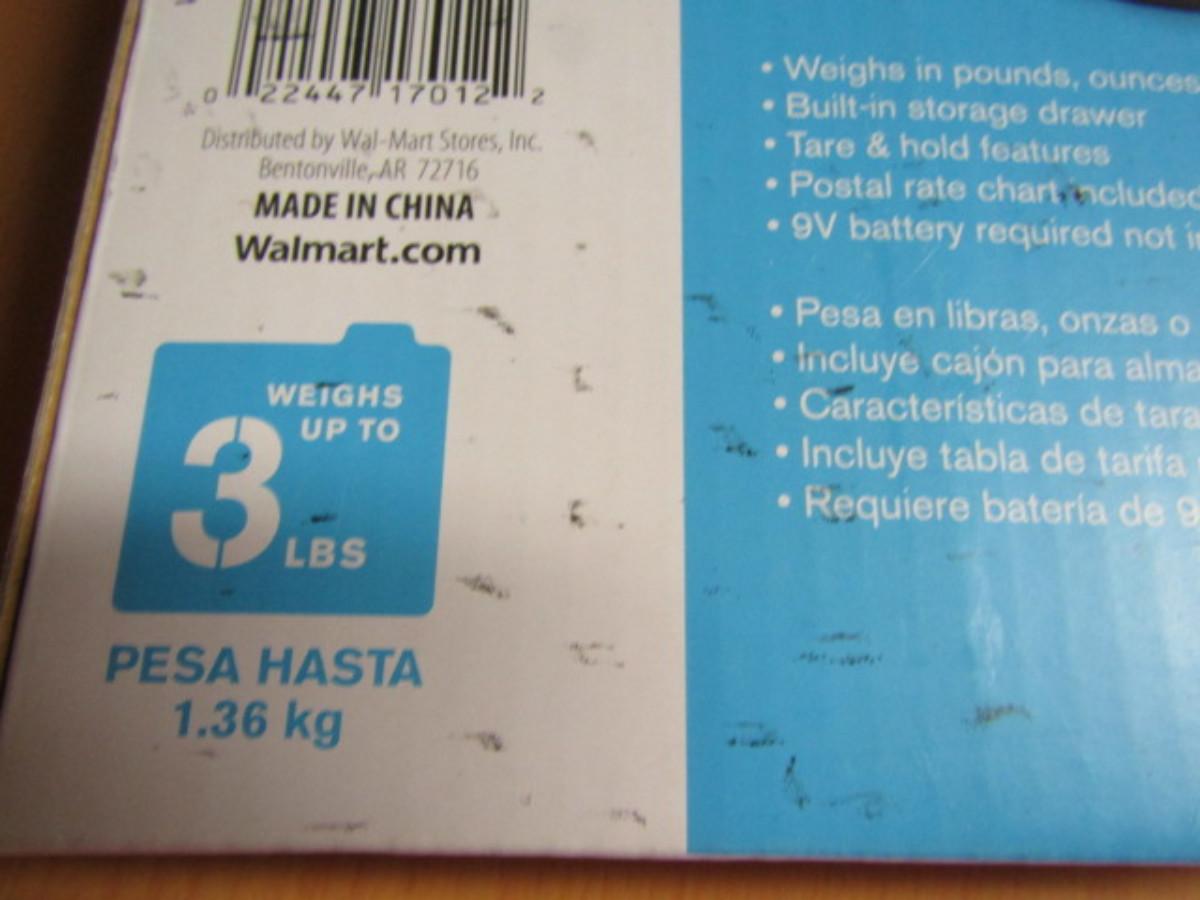 0 22447 17012 2
Distributed by Wal-Mart Stores, Inc.
Bentonville, AR 72716
MADE IN CHINA
Walmart.com
WEIGHS
UP TO
3
LBS
PESA HASTA
1.36 kg
• Weighs in pounds, ounces
• Built-in storage drawer
• Tare & hold features
• Postal rate chart included
• 9V battery required not
• Pesa en libras, onzas o
• Incluye cajón para
• Características de tara
• Incluye tabla de tarifa
• Requiere batería de 9